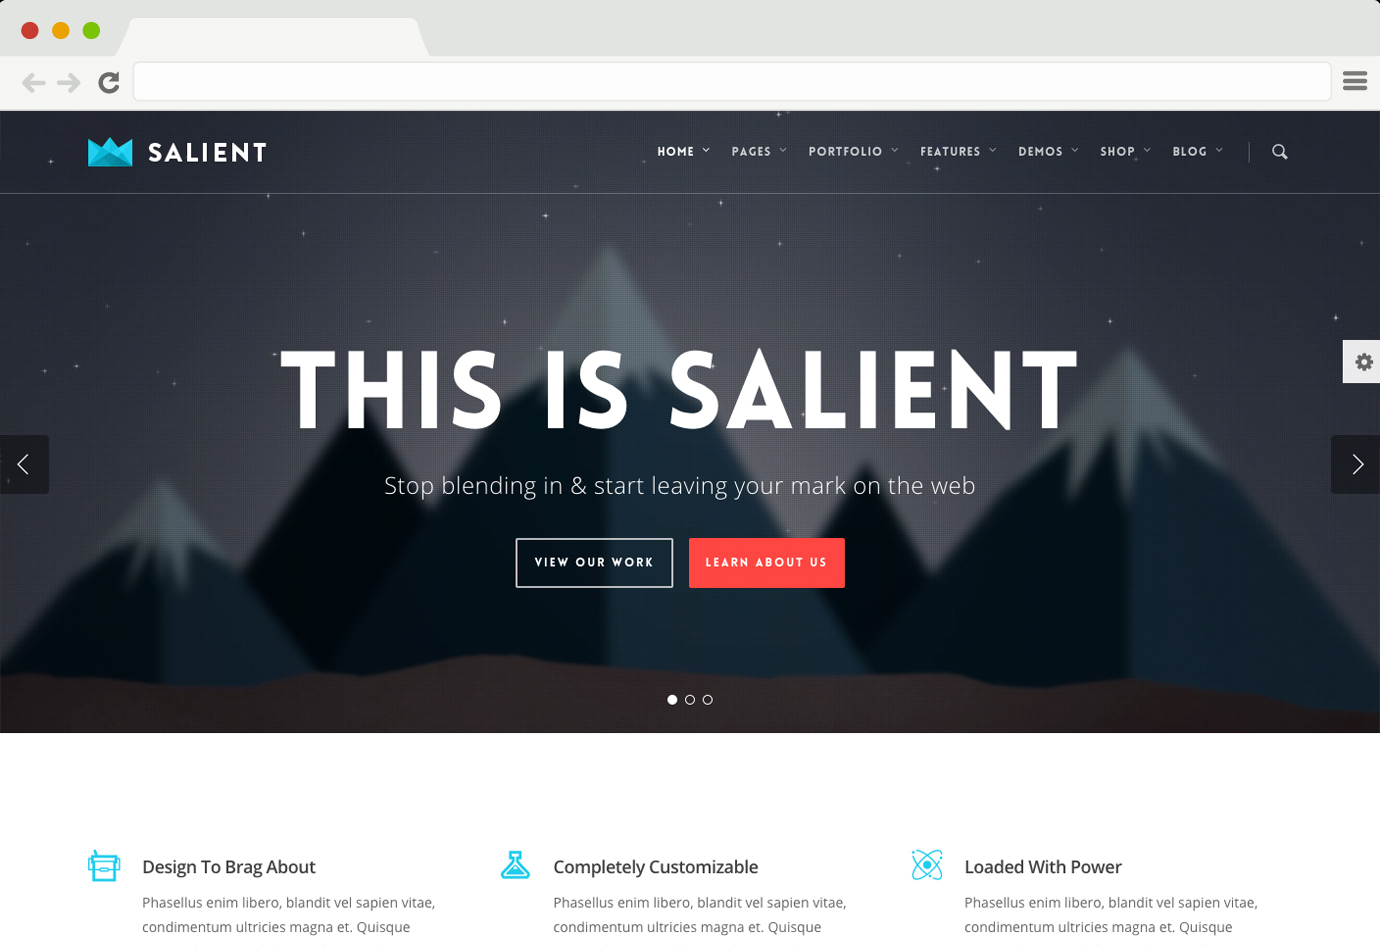 SALIENT
HOME PAGES PORTFOLIO FEATURES DEMOS SHOP BLOG
THIS IS SALIENT
Stop blending in & start leaving your mark on the web
VIEW OUR WORK
LEARN ABOUT US
Design To Brag About
Phasellus enim libero, blandit vel sapien vitae,
condimentum ultricies magna et. Quisque
Completely Customizable
Phasellus enim libero, blandit vel sapien vitae,
condimentum ultricies magna et. Quisque
Loaded With Power
Phasellus enim libero, blandit vel sapien vitae,
condimentum ultricies magna et. Quisque